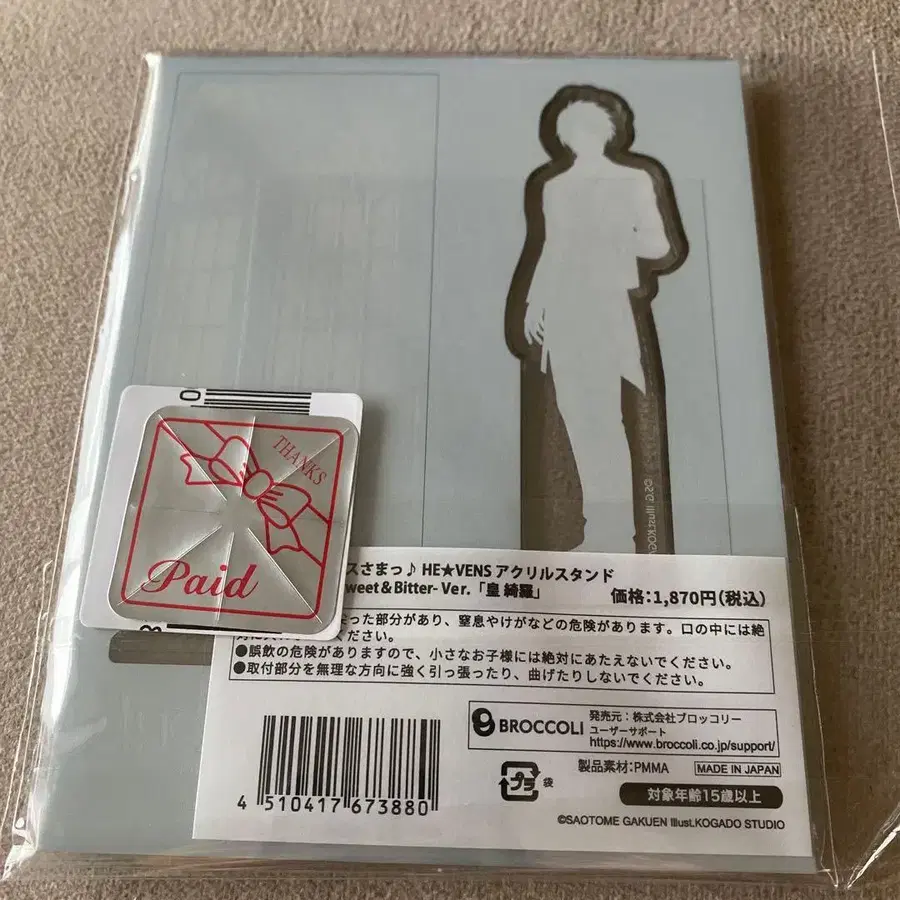 THANKS
Paid
スさまっ♪ HE★VENS アクリルスタンド
weet&Bitter- Ver.「皇 綺羅」 価格:1,870円(税込)
った部分があり、窒息やけがなどの危険があります。口の中には絶
ください。
●誤飲の危険がありますので、小さなお子様には絶対にあたえないでください。
●取付部分を無理な方向に強く引っ張ったり、曲げたりしないでください。
BROCCOLI
発売元:株式会社ブロッコリー
ユーザーサポート
https://www.broccoli.co.jp/support/
プラ 袋
製品素材:PMMA MADE IN JAPAN
対象年齢15歳以上
4 510417 673880
©SAOTOME GAKUEN Illust.KOGADO STUDIO